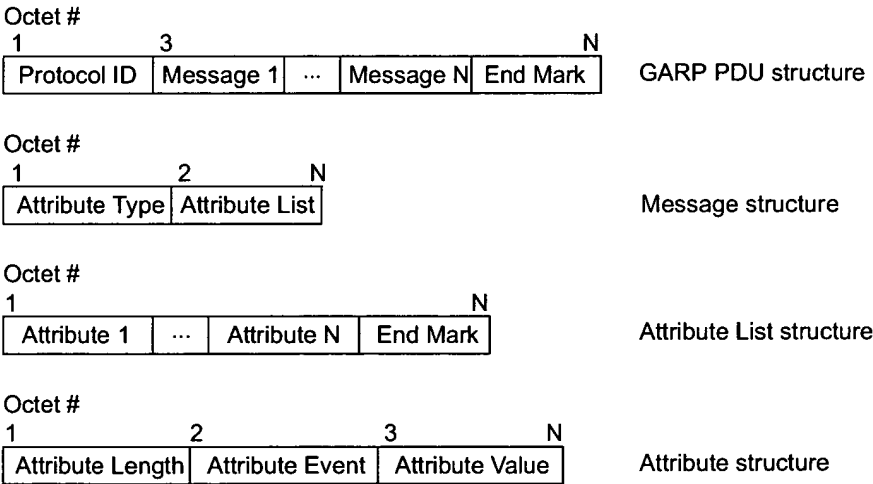 Octet #
1 3 N
Protocol ID Message 1 ... Message N End Mark GARP PDU structure
Octet #
1 2 N
Attribute Type Attribute List Message structure
Octet #
1 N
Attribute 1 ... Attribute N End Mark Attribute List structure
Octet #
1 2 3 N
Attribute Length Attribute Event Attribute Value Attribute structure